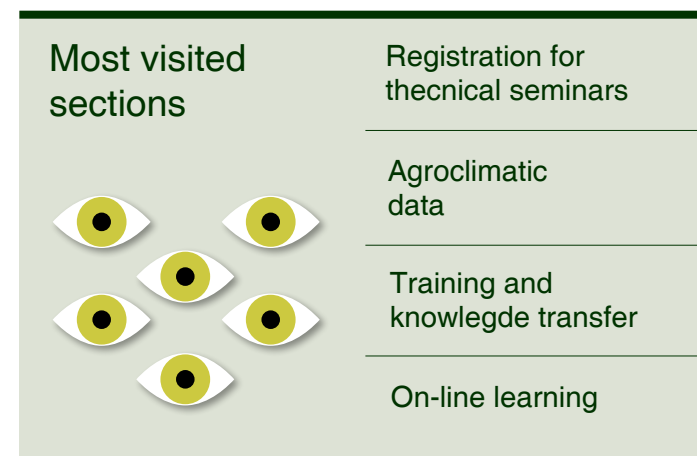 Most visited
sections
Registration for
thecnical seminars
Agroclimatic
data
Training and
knowlegde transfer
On-line learning